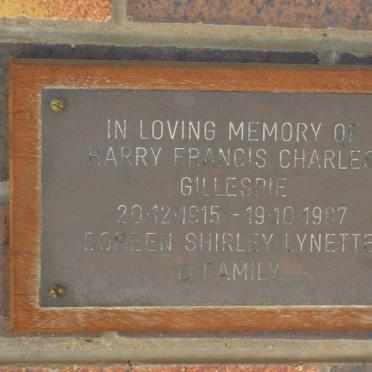 IN LOVING MEMORY OF
HARRY FRANCIS CHARLES
GILLESPIE
20·12·1915 - 19·10·1987
DOREEN SHIRLEY LYNETTE
& FAMILY